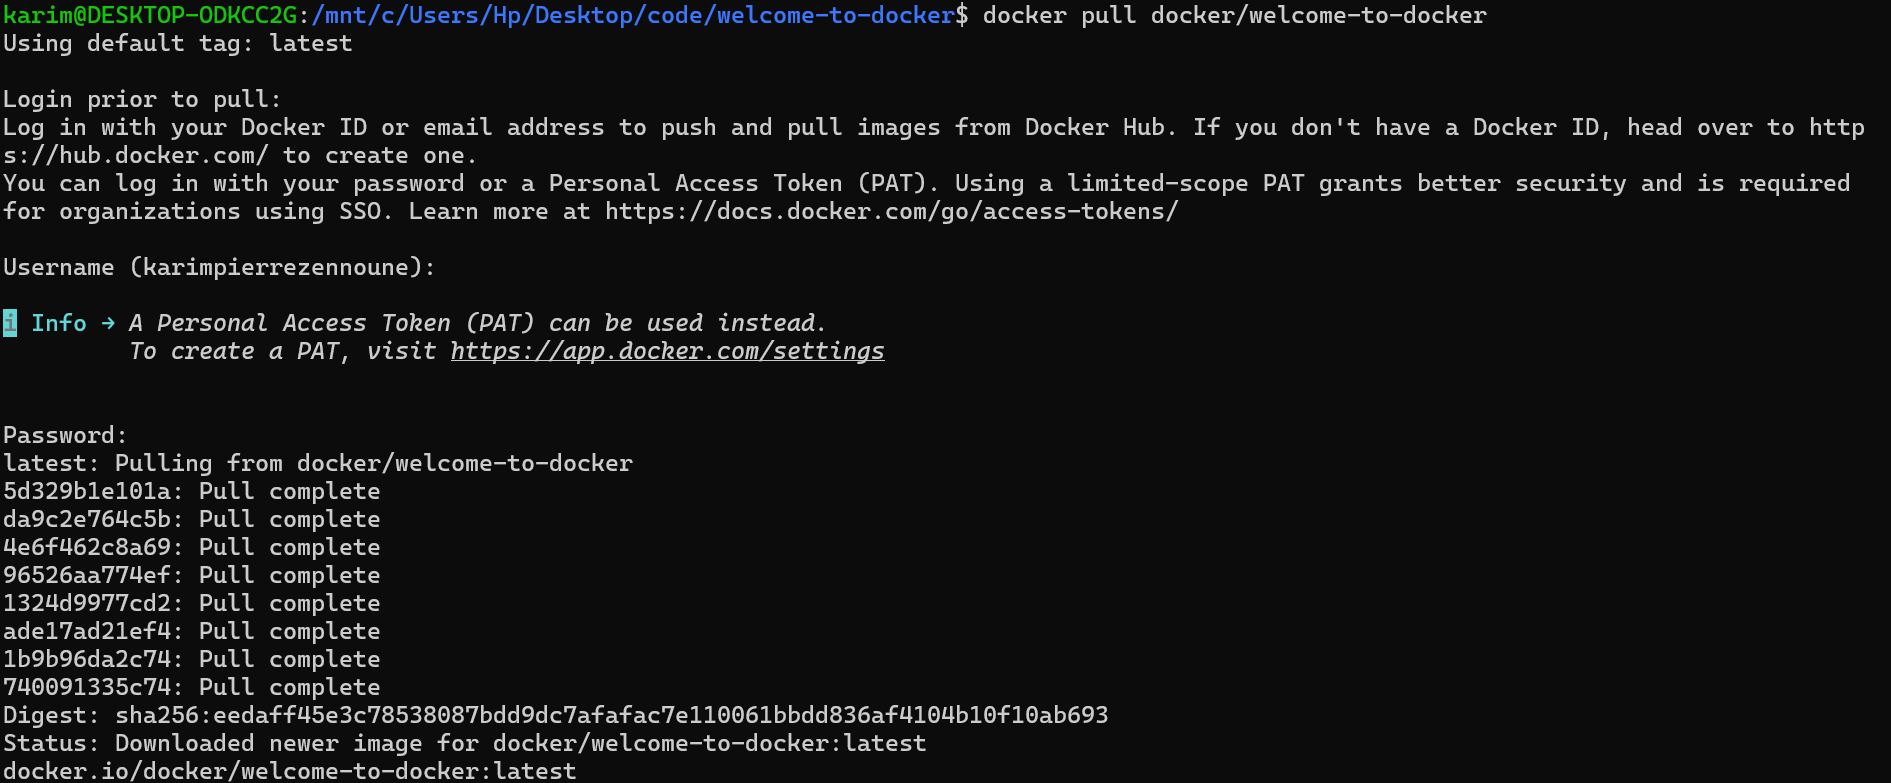 karim@DESKTOP-ODKCC2G:/mnt/c/Users/Hp/Desktop/code/welcome-to-docker$ docker pull docker/welcome-to-docker
Using default tag: latest
Login prior to pull:
Log in with your Docker ID or email address to push and pull images from Docker Hub. If you don't have a Docker ID, head over to http
s://hub.docker.com/ to create one.
You can log in with your password or a Personal Access Token (PAT). Using a limited-scope PAT grants better security and is required
for organizations using SSO. Learn more at https://docs.docker.com/go/access-tokens/
Username (karimpierrezennoune):
i Info → A Personal Access Token (PAT) can be used instead.
To create a PAT, visit https://app.docker.com/settings
Password:
latest: Pulling from docker/welcome-to-docker
5d329b1e101a: Pull complete
da9c2e764c5b: Pull complete
4e6f462c8a69: Pull complete
96526aa774ef: Pull complete
1324d9977cd2: Pull complete
ade17ad21ef4: Pull complete
1b9b96da2c74: Pull complete
740091335c74: Pull complete
Digest: sha256:eedaff45e3c78538087bdd9dc7afafac7e110061bbdd836af4104b10f10ab693
Status: Downloaded newer image for docker/welcome-to-docker:latest
docker.io/docker/welcome-to-docker:latest